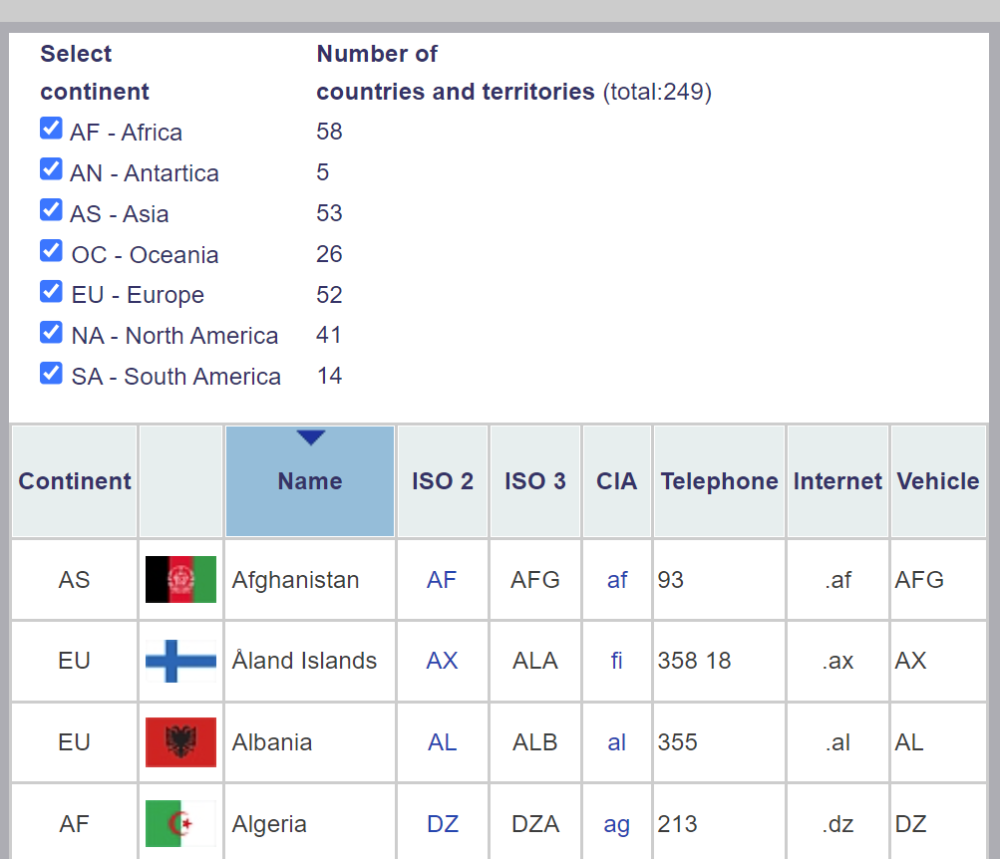 Select Number of
continent countries and territories (total:249)
AF - Africa 58
AN - Antartica 5
AS - Asia 53
OC - Oceania 26
EU - Europe 52
NA - North America 41
SA - South America 14
Continent Name ISO 2 ISO 3 CIA Telephone Internet Vehicle
AS Afghanistan AF AFG af 93 .af AFG
EU Åland Islands AX ALA fi 358 18 .ax AX
EU Albania AL ALB al 355 .al AL
AF Algeria DZ DZA ag 213 .dz DZ